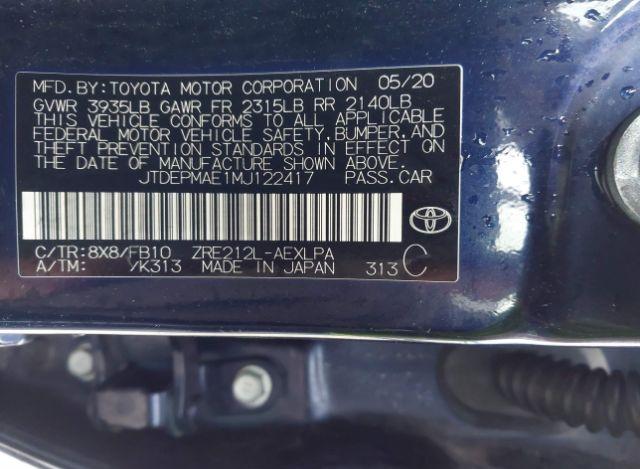 MFD.BY:TOYOTA MOTOR CORPORATION 05/20
GVWR 3935LB GAWR FR 2315LB RR 2140LB
THIS VEHICLE CONFORMS TO ALL APPLICABLE
FEDERAL MOTOR VEHICLE SAFETY,BUMPER,AND
THEFT PREVENTION STANDARDS IN EFFECT ON
THE DATE OF MANUFACTURE SHOWN ABOVE.
JTDEPMAE1MJ122417 PASS.CAR
C/TR:8X8/FB10 ZRE212L-AEXLPA
A/TM: /K313 MADE IN JAPAN 313 C